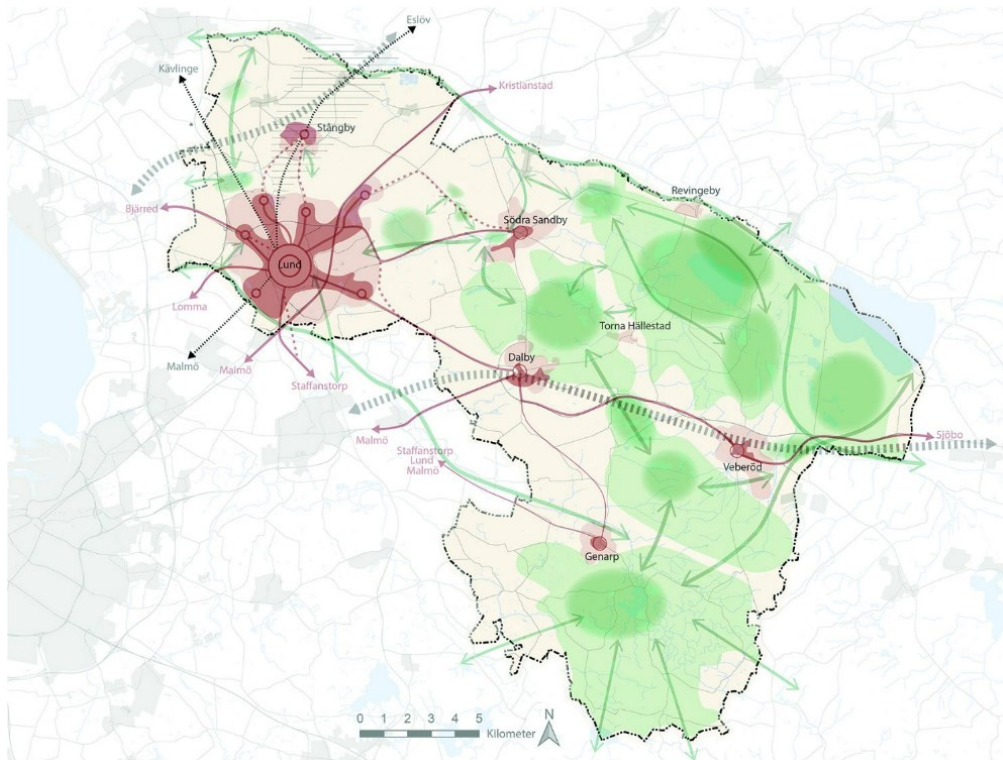 Eslöv
Kävlinge
Kristianstad
Stångby
Revingeby
Bjärred
Södra Sandby
Lund
Lomma
Torna Hällestad
Malmö
Malmö
Staffanstorp
Dalby
Malmö
Sjöbo
Staffanstorp
Lund
Malmö
Veberöd
Genarp
0 1 2 3 4 5
Kilometer
N